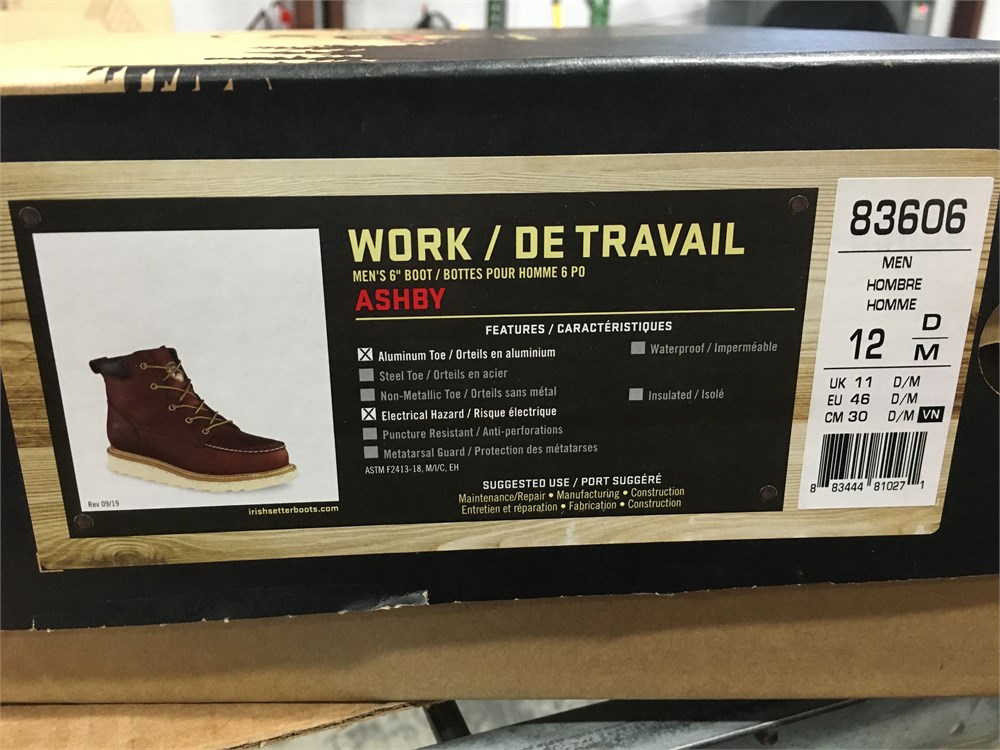 WORK / DE TRAVAIL
MEN'S 6" BOOT / BOTTES POUR HOMME 6 PO
ASHBY
FEATURES / CARACTÉRISTIQUES
Aluminum Toe / Orteils en aluminium
Steel Toe / Orteils en acier
Non-Metallic Toe / Orteils sans métal
Electrical Hazard / Risque électrique
Puncture Resistant / Anti-perforations
Metatarsal Guard / Protection des métatarses
Waterproof / Imperméable
Insulated / Isolé
ASTM F2413-18, M/I/C, EH
SUGGESTED USE / PORT SUGGÉRÉ
Maintenance/Repair • Manufacturing • Construction
Entretien et réparation • Fabrication • Construction
Rev 09/19
irishsetterboots.com
83606
MEN
HOMBRE
HOMME
12 D/M
UK 11 D/M
EU 46 D/M
CM 30 D/M VN
8 83444 81027 1